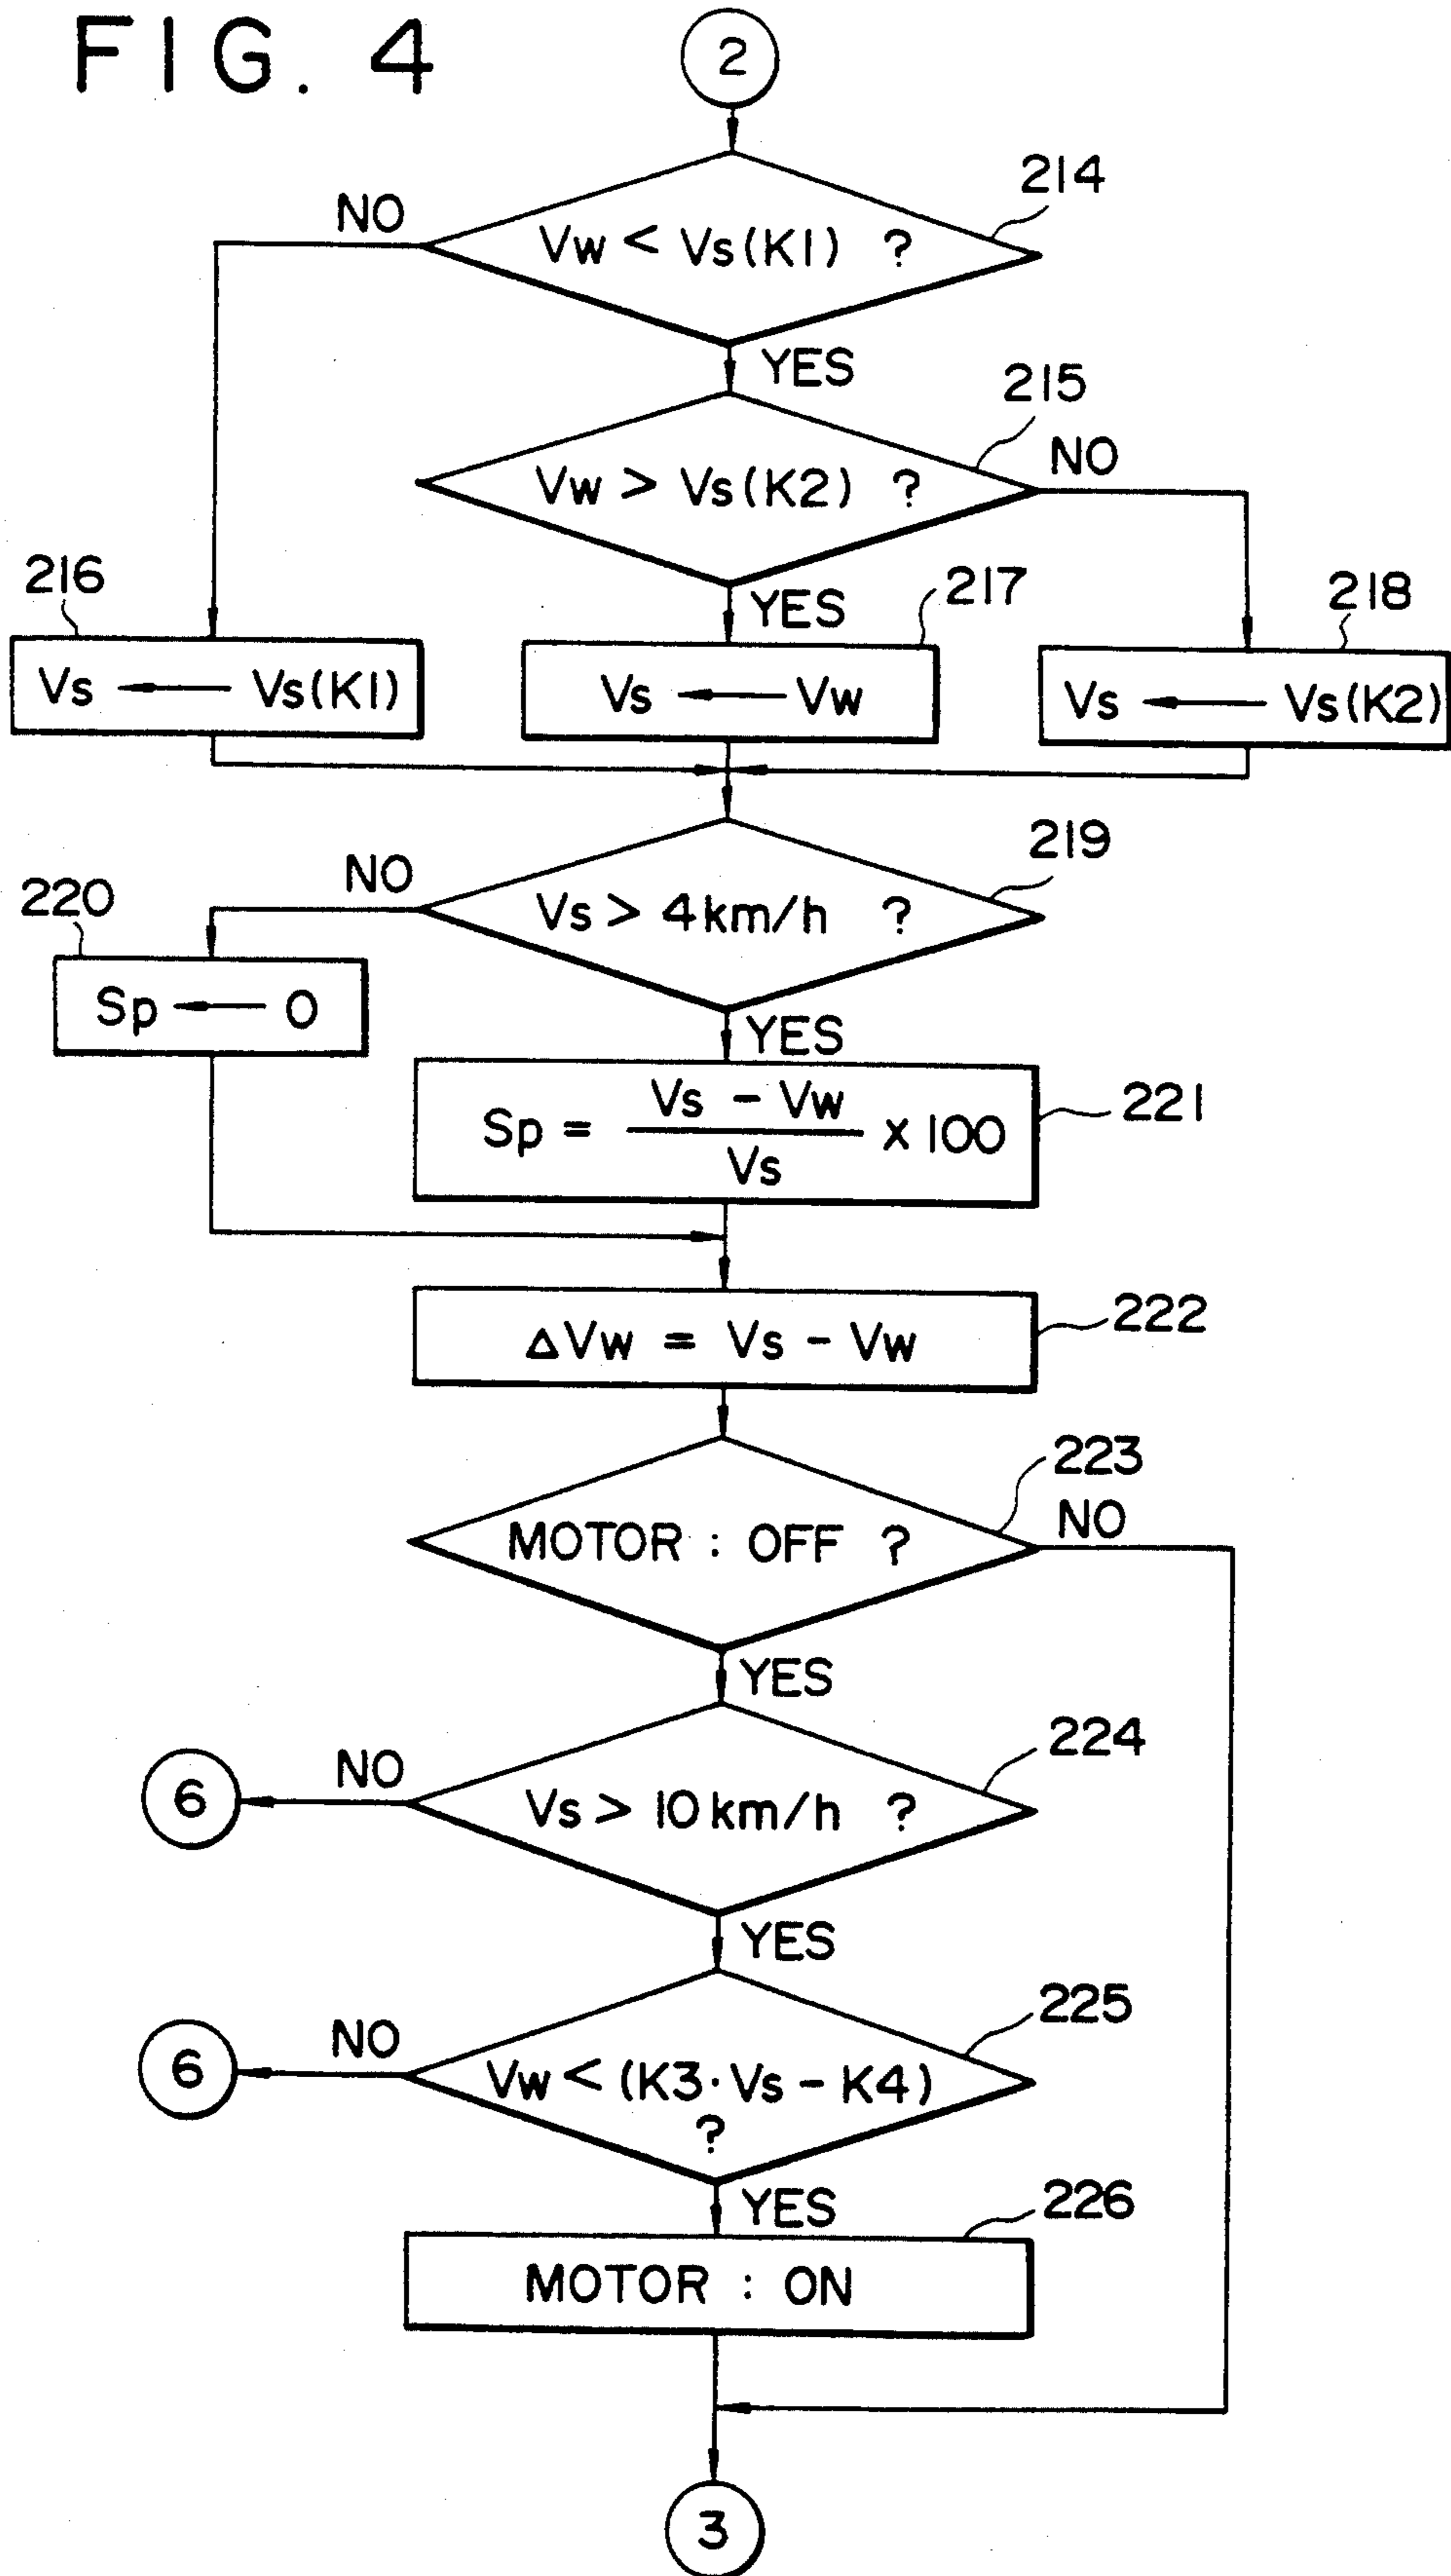 FIG. 4
2
214
NO
Vw < Vs(K1) ?
YES
215
NO
Vw > Vs(K2) ?
YES
216
217
218
Vs ← Vs(K1)
Vs ← Vw
Vs ← Vs(K2)
219
NO
Vs > 4km/h ?
220
Sp ← 0
YES
Sp = Vs - Vw / Vs × 100
221
ΔVw = Vs - Vw
222
223
MOTOR : OFF ?
NO
YES
224
6
NO
Vs > 10km/h ?
YES
225
6
NO
Vw < (K3·Vs - K4)
?
YES
226
MOTOR : ON
3